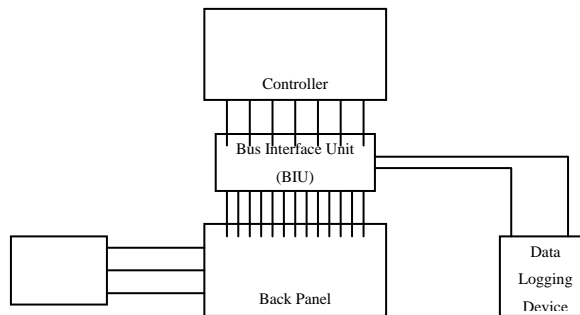 Controller
Bus Interface Unit
(BIU)
Back Panel
Data
Logging
Device